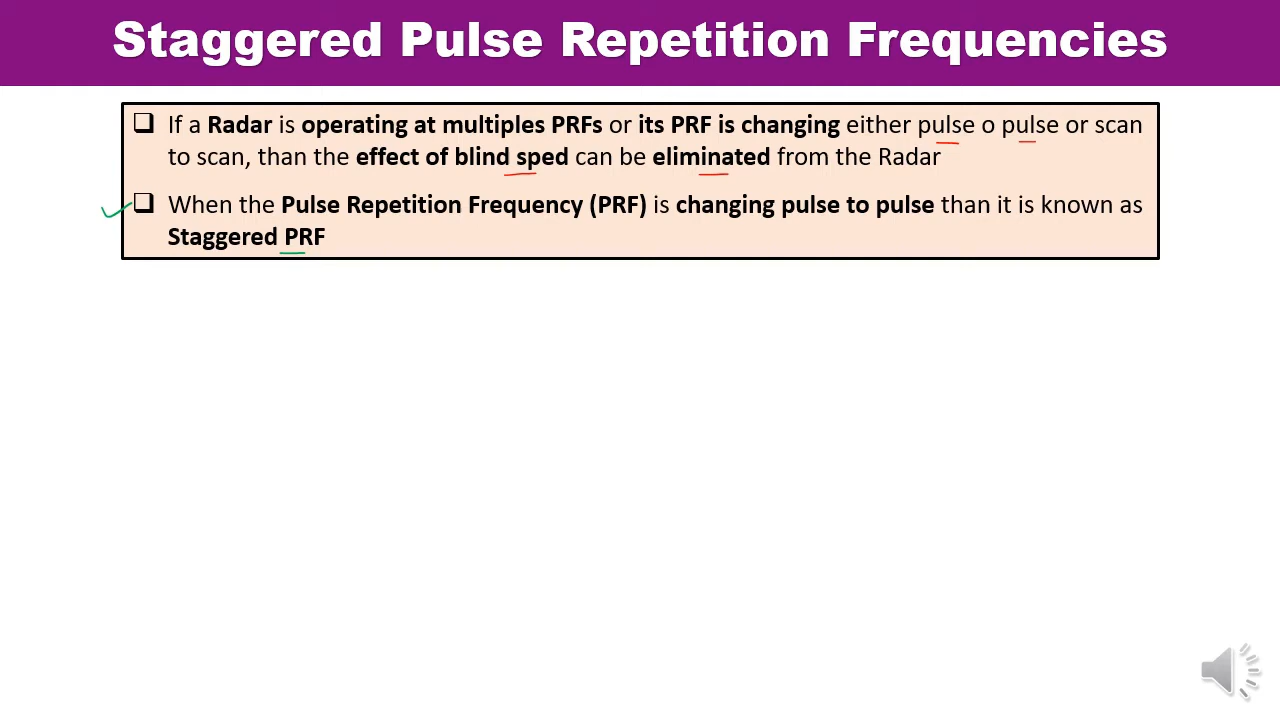 Staggered Pulse Repetition Frequencies
If a Radar is operating at multiples PRFs or its PRF is changing either pulse o pulse or scan
to scan, than the effect of blind sped can be eliminated from the Radar
When the Pulse Repetition Frequency (PRF) is changing pulse to pulse than it is known as
Staggered PRF